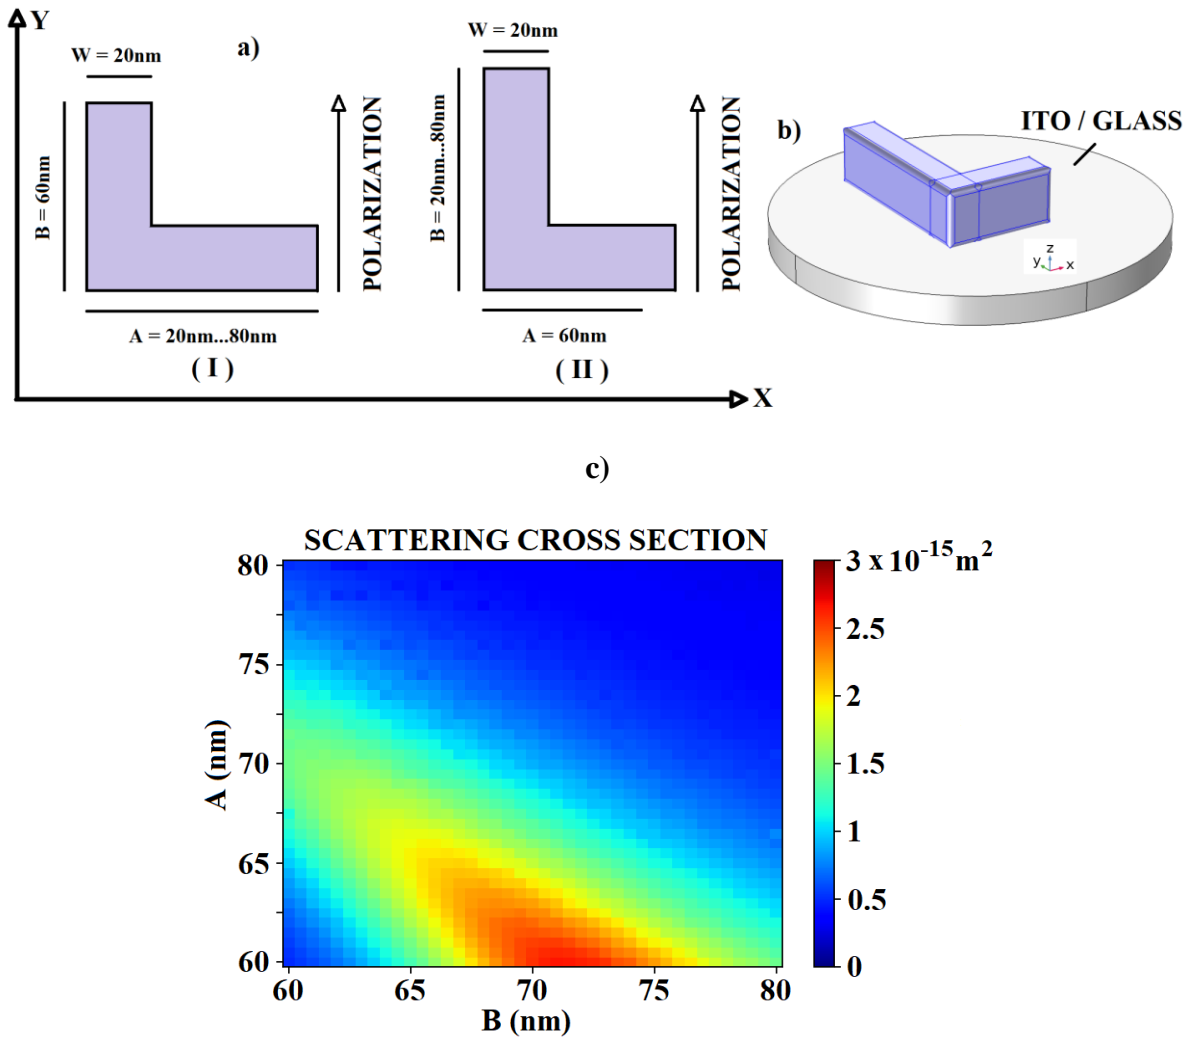 Y
a)
W = 20nm
B = 60nm
POLARIZATION
A = 20nm...80nm
( I )
W = 20nm
B = 20nm...80nm
POLARIZATION
A = 60nm
( II )
X
b)
ITO / GLASS
z
y
x
c)
SCATTERING CROSS SECTION
80
75
70
65
60
A (nm)
60
65
70
75
80
B (nm)
3 x 10⁻¹⁵m²
2.5
2
1.5
1
0.5
0